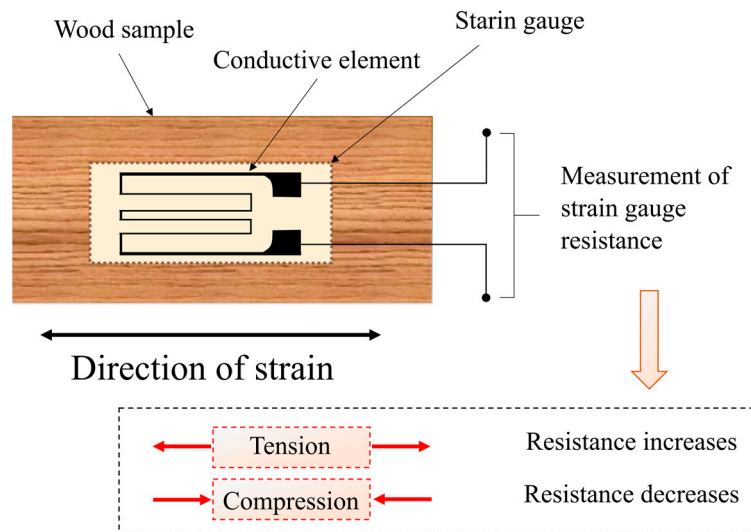 Wood sample
Starin gauge
Conductive element
Measurement of
strain gauge
resistance
Direction of strain
Tension
Resistance increases
Compression
Resistance decreases